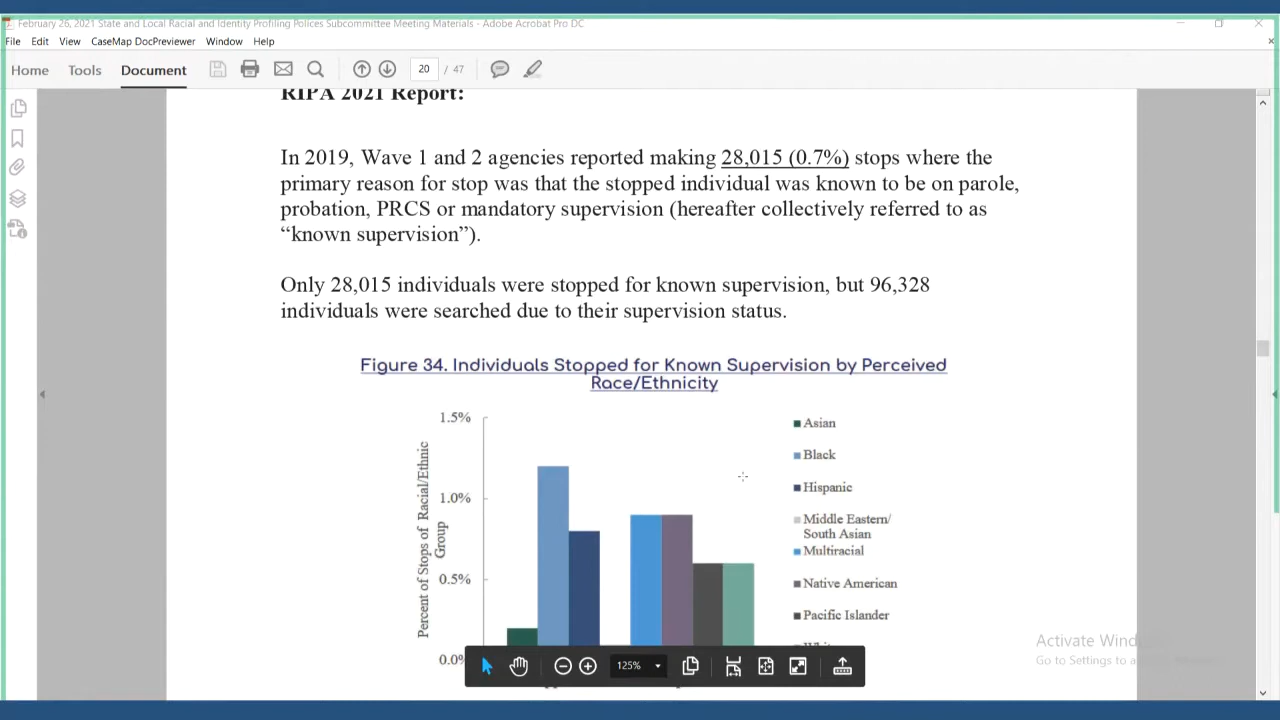 February 26, 2021 State and Local Racial and Identity Profiling Polices Subcommittee Meeting Materials - Adobe Acrobat Pro DC
File Edit View CaseMap DocPreviewer Window Help
Home Tools Document 20 / 47
RIPA 2021 Report:
In 2019, Wave 1 and 2 agencies reported making 28,015 (0.7%) stops where the
primary reason for stop was that the stopped individual was known to be on parole,
probation, PRCS or mandatory supervision (hereafter collectively referred to as
“known supervision”).
Only 28,015 individuals were stopped for known supervision, but 96,328
individuals were searched due to their supervision status.
Figure 34. Individuals Stopped for Known Supervision by Perceived
Race/Ethnicity
Percent of Stops of Racial/Ethnic
Group
1.5%
1.0%
0.5%
0.0%
Asian
Black
Hispanic
Middle Eastern/
South Asian
Multiracial
Native American
Pacific Islander
125%
Activate
Go to Settings to